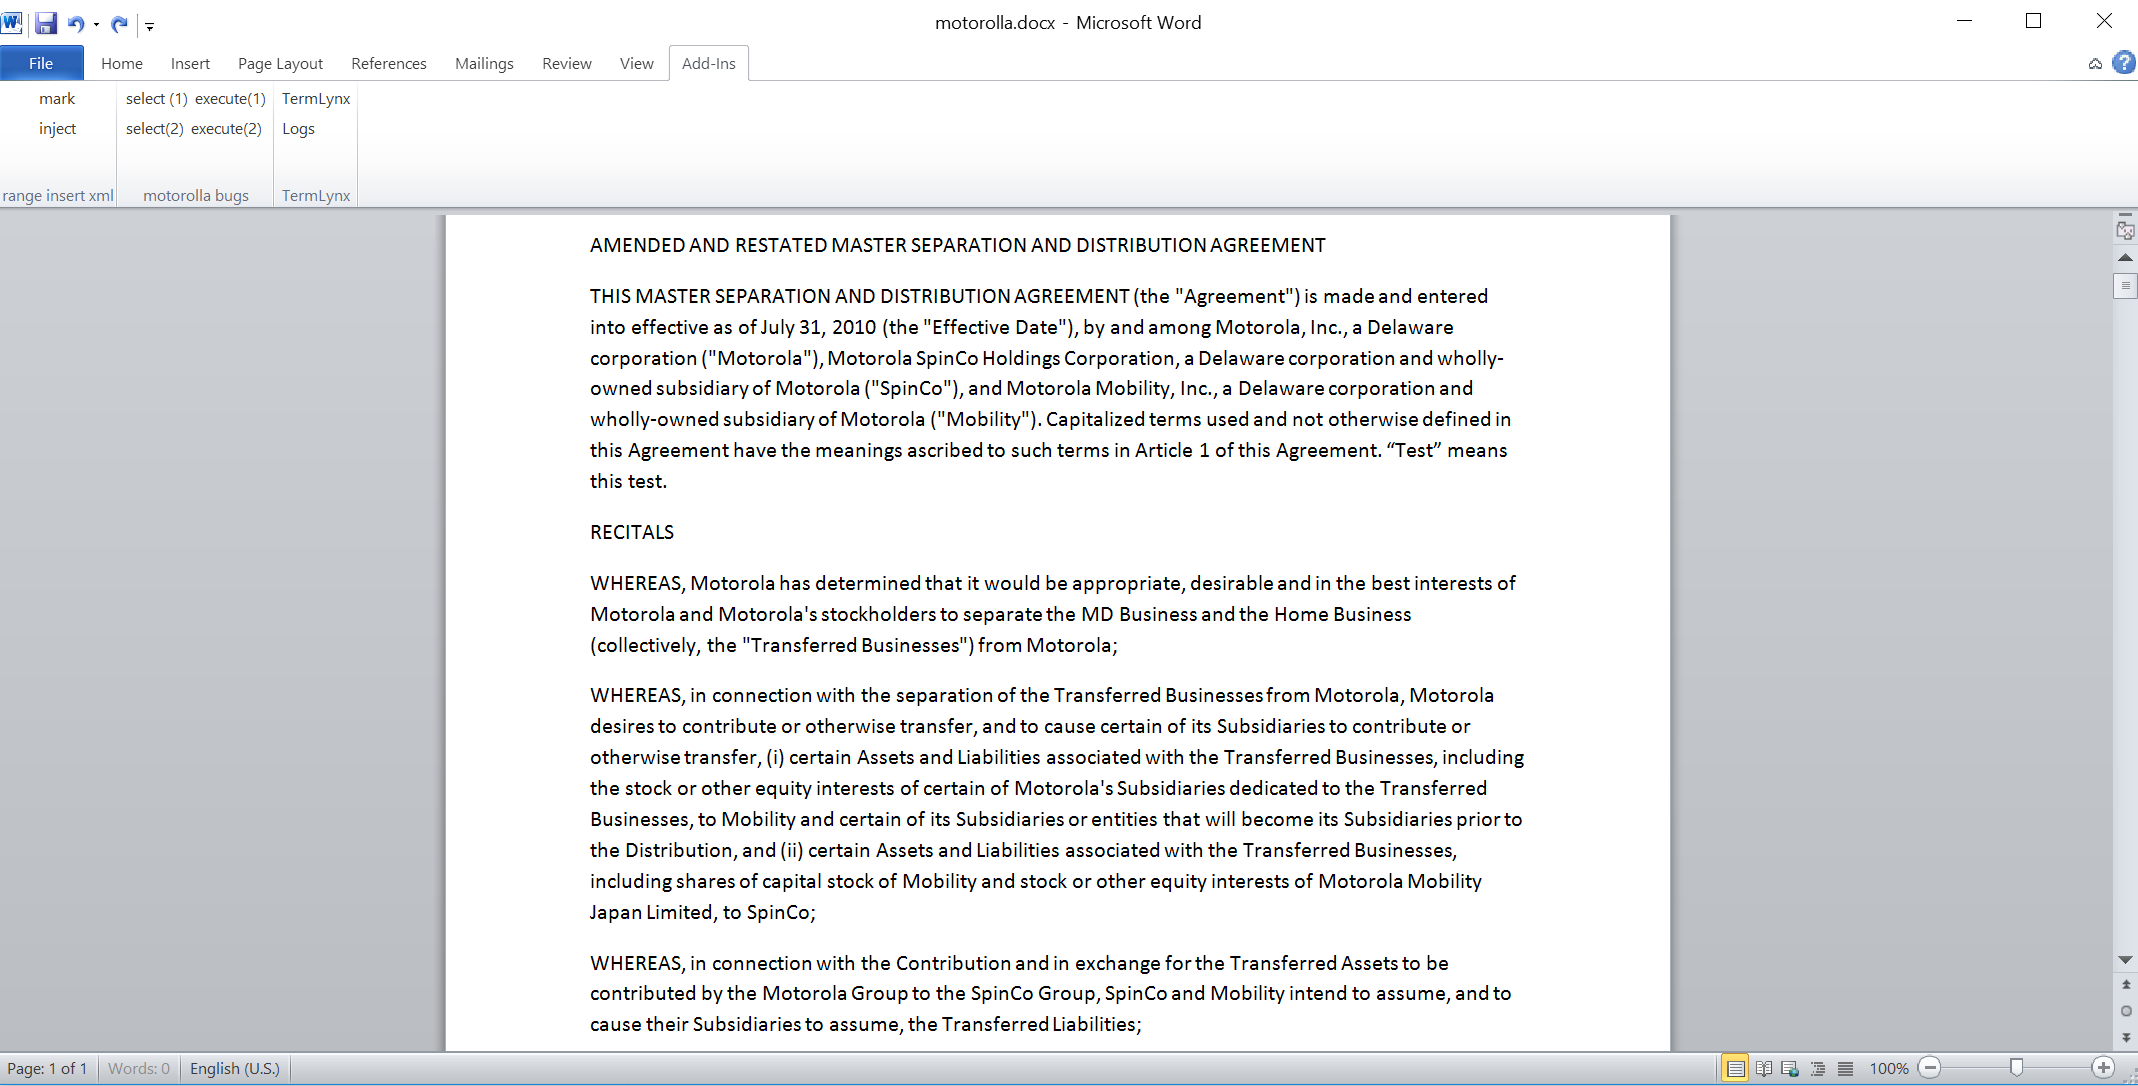 motorolla.docx - Microsoft Word
File Home Insert Page Layout References Mailings Review View Add-Ins
mark select (1) execute(1) TermLynx
inject select(2) execute(2) Logs
range insert xml motorolla bugs TermLynx
AMENDED AND RESTATED MASTER SEPARATION AND DISTRIBUTION AGREEMENT
THIS MASTER SEPARATION AND DISTRIBUTION AGREEMENT (the "Agreement") is made and entered
into effective as of July 31, 2010 (the "Effective Date"), by and among Motorola, Inc., a Delaware
corporation ("Motorola"), Motorola SpinCo Holdings Corporation, a Delaware corporation and wholly-
owned subsidiary of Motorola ("SpinCo"), and Motorola Mobility, Inc., a Delaware corporation and
wholly-owned subsidiary of Motorola ("Mobility"). Capitalized terms used and not otherwise defined in
this Agreement have the meanings ascribed to such terms in Article 1 of this Agreement. “Test” means
this test.
RECITALS
WHEREAS, Motorola has determined that it would be appropriate, desirable and in the best interests of
Motorola and Motorola's stockholders to separate the MD Business and the Home Business
(collectively, the "Transferred Businesses") from Motorola;
WHEREAS, in connection with the separation of the Transferred Businesses from Motorola, Motorola
desires to contribute or otherwise transfer, and to cause certain of its Subsidiaries to contribute or
otherwise transfer, (i) certain Assets and Liabilities associated with the Transferred Businesses, including
the stock or other equity interests of certain of Motorola's Subsidiaries dedicated to the Transferred
Businesses, to Mobility and certain of its Subsidiaries or entities that will become its Subsidiaries prior to
the Distribution, and (ii) certain Assets and Liabilities associated with the Transferred Businesses,
including shares of capital stock of Mobility and stock or other equity interests of Motorola Mobility
Japan Limited, to SpinCo;
WHEREAS, in connection with the Contribution and in exchange for the Transferred Assets to be
contributed by the Motorola Group to the SpinCo Group, SpinCo and Mobility intend to assume, and to
cause their Subsidiaries to assume, the Transferred Liabilities;
Page: 1 of 1 Words: 0 English (U.S.) 100%